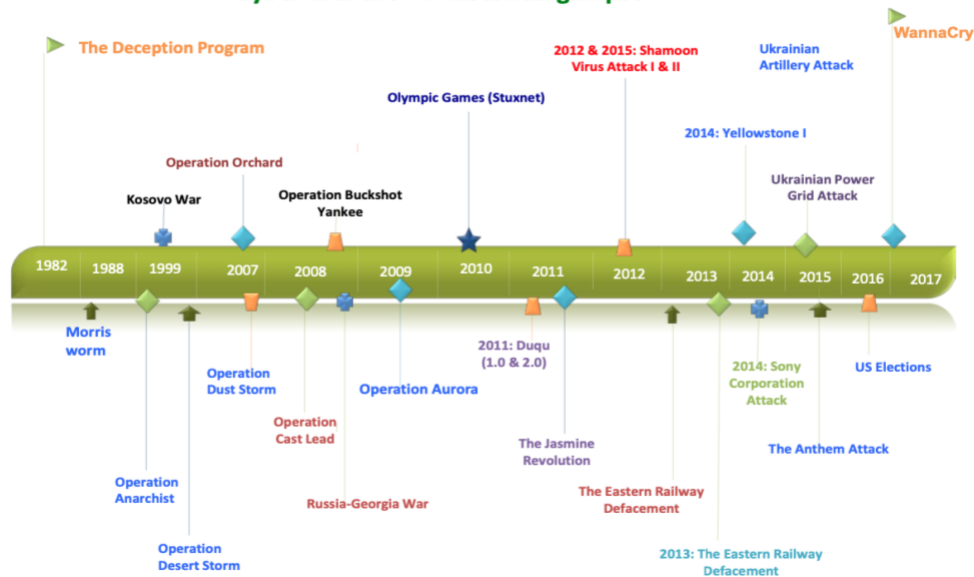 The Deception Program
WannaCry
2012 & 2015: Shamoon
Virus Attack I & II
Ukrainian
Artillery Attack
Olympic Games (Stuxnet)
2014: Yellowstone I
Operation Orchard
Ukrainian Power
Grid Attack
Kosovo War
Operation Buckshot
Yankee
1982
1988
1999
2007
2008
2009
2010
2011
2012
2013
2014
2015
2016
2017
Morris
worm
2011: Duqu
(1.0 & 2.0)
2014: Sony
Corporation
Attack
US Elections
Operation
Dust Storm
Operation Aurora
Operation
Cast Lead
The Jasmine
Revolution
The Anthem Attack
Operation
Anarchist
Russia-Georgia War
The Eastern Railway
Defacement
Operation
Desert Storm
2013: The Eastern Railway
Defacement